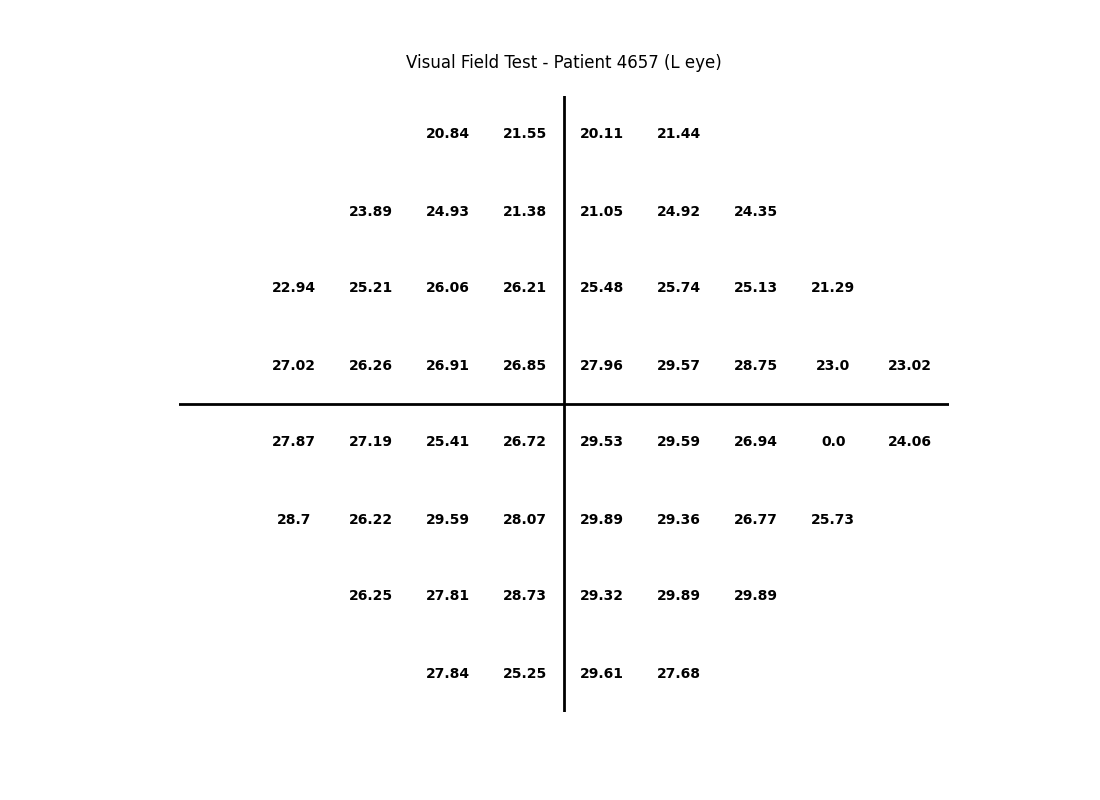 Visual Field Test - Patient 4657 (L eye)
20.84 21.55 20.11 21.44
23.89 24.93 21.38 21.05 24.92 24.35
22.94 25.21 26.06 26.21 25.48 25.74 25.13 21.29
27.02 26.26 26.91 26.85 27.96 29.57 28.75 23.0 23.02
27.87 27.19 25.41 26.72 29.53 29.59 26.94 0.0 24.06
28.7 26.22 29.59 28.07 29.89 29.36 26.77 25.73
26.25 27.81 28.73 29.32 29.89 29.89
27.84 25.25 29.61 27.68